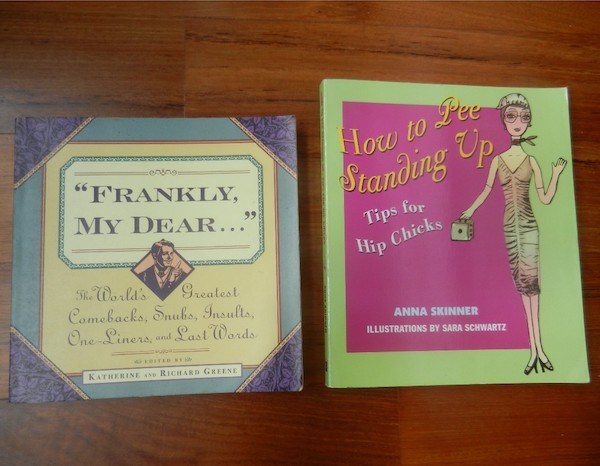 "FRANKLY,
MY DEAR..."
The World's Greatest
Comebacks, Snubs, Insults,
One-Liners, and Last Words
EDITED BY
KATHERINE AND RICHARD GREENE
How to Pee
Standing Up
Tips for
Hip Chicks
ANNA SKINNER
ILLUSTRATIONS BY SARA SCHWARTZ